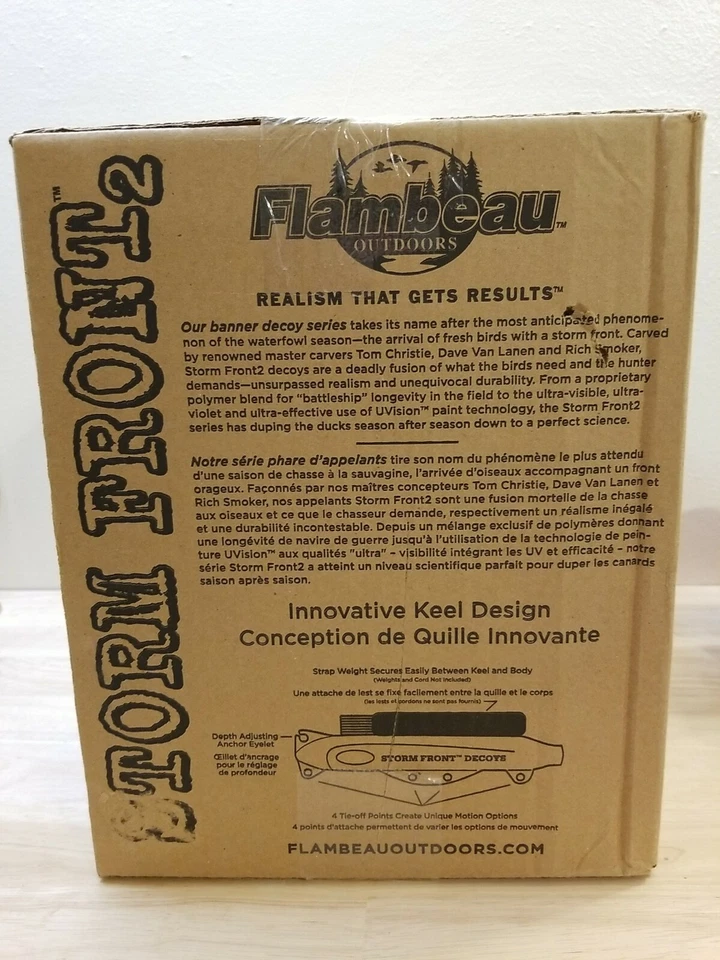 STORM FRONT2™
Flambeau™
OUTDOORS
REALISM THAT GETS RESULTS™
Our banner decoy series takes its name after the most anticipated phenome-
non of the waterfowl season—the arrival of fresh birds with a storm front. Carved
by renowned master carvers Tom Christie, Dave Van Lanen and Rich Smoker,
Storm Front2 decoys are a deadly fusion of what the birds need and the hunter
demands—unsurpassed realism and unequivocal durability. From a proprietary
polymer blend for “battleship” longevity in the field to the ultra-visible, ultra-
violet and ultra-effective use of UVision™ paint technology, the Storm Front2
series has duping the ducks season after season down to a perfect science.
Notre série phare d’appelants tire son nom du phénomène le plus attendu
d’une saison de chasse à la sauvagine, l’arrivée d’oiseaux accompagnant un front
orageux. Façonnés par nos maîtres concepteurs Tom Christie, Dave Van Lanen et
Rich Smoker, nos appelants Storm Front2 sont une fusion mortelle de la chasse
aux oiseaux et ce que le chasseur demande, respectivement un réalisme inégalé
et une durabilité incontestable. Depuis un mélange exclusif de polymères donnant
une longévité de navire de guerre jusqu’à l’utilisation de la technologie de pein-
ture UVision™ aux qualités "ultra" – visibilité intégrant les UV et efficacité – notre
série Storm Front2 a atteint un niveau scientifique parfait pour duper les canards
saison après saison.
Innovative Keel Design
Conception de Quille Innovante
Strap Weight Secures Easily Between Keel and Body
(Weights and Cord Not Included)
Une attache de lest se fixe facilement entre la quille et le corps
(les lests et cordons ne sont pas fournis)
Depth Adjusting
Anchor Eyelet
Œillet d’ancrage
pour le réglage
de profondeur
STORM FRONT™ DECOYS
4 Tie-off Points Create Unique Motion Options
4 points d’attache permettent de varier les options de mouvement
FLAMBEAUOUTDOORS.COM